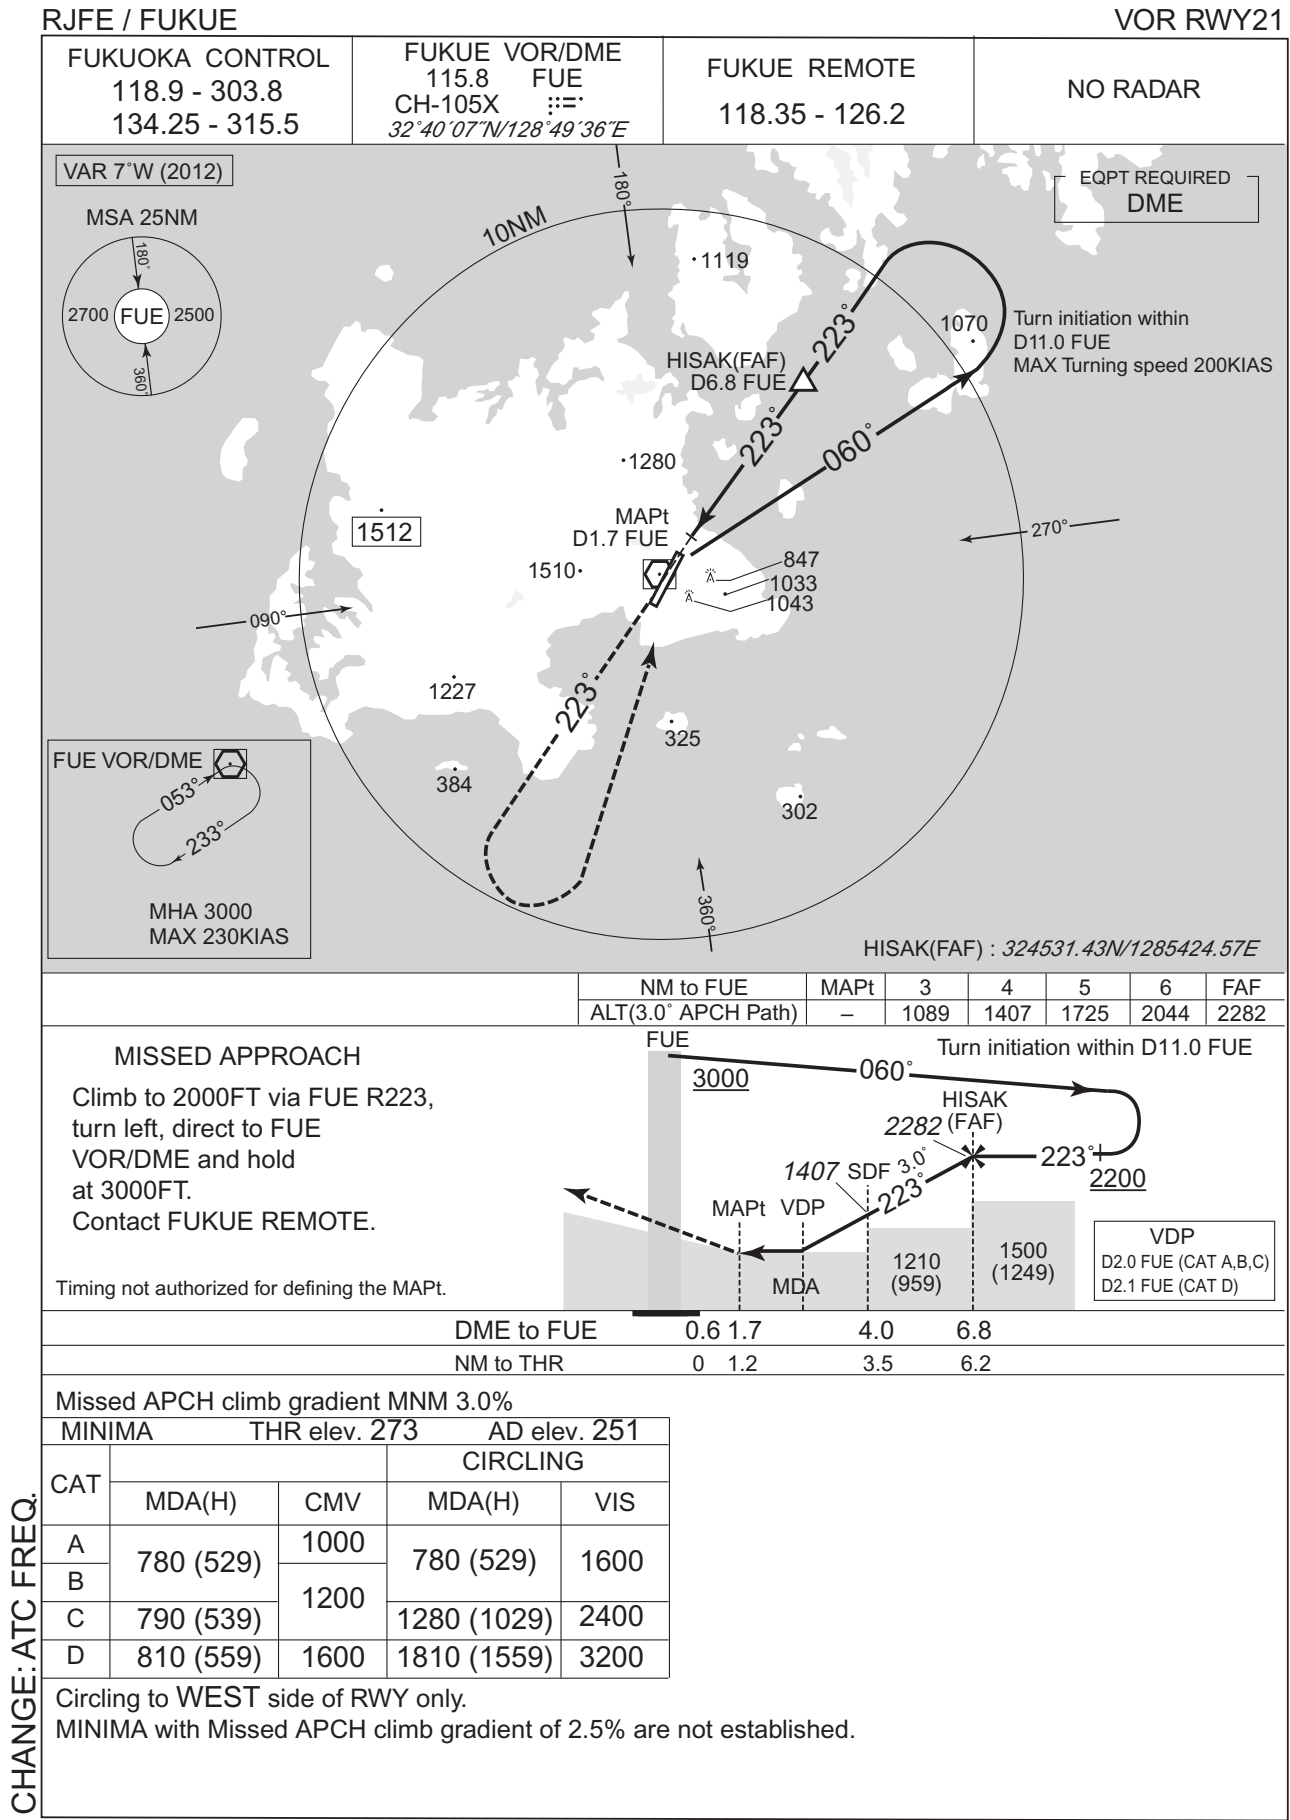 RJFE / FUKUE
VOR RWY21
FUKUOKA CONTROL
118.9 - 303.8
134.25 - 315.5
FUKUE VOR/DME
115.8 FUE
CH-105X
32˚40´07˝N/128˚49´36˝E
FUKUE REMOTE
118.35 - 126.2
NO RADAR
VAR 7˚W (2012)
MSA 25NM
180˚
2700
FUE
2500
360˚
10NM
180˚
EQPT REQUIRED
DME
1119
223˚
1070
Turn initiation within
D11.0 FUE
MAX Turning speed 200KIAS
HISAK(FAF)
D6.8 FUE
223˚
060˚
1280
1512
MAPt
D1.7 FUE
270˚
1510
847
1033
1043
090˚
1227
223˚
325
384
302
FUE VOR/DME
053˚
233˚
MHA 3000
MAX 230KIAS
360˚
HISAK(FAF) : 324531.43N/1285424.57E
NM to FUE MAPt 3 4 5 6 FAF
ALT(3.0˚ APCH Path) – 1089 1407 1725 2044 2282
MISSED APPROACH
Climb to 2000FT via FUE R223,
turn left, direct to FUE
VOR/DME and hold
at 3000FT.
Contact FUKUE REMOTE.
Timing not authorized for defining the MAPt.
FUE
Turn initiation within D11.0 FUE
3000
060˚
HISAK
(FAF)
2282
223˚
2200
1407
SDF
3.0˚
223˚
MAPt
VDP
MDA
1210
(959)
1500
(1249)
VDP
D2.0 FUE (CAT A,B,C)
D2.1 FUE (CAT D)
DME to FUE 0.6 1.7 4.0 6.8
NM to THR 0 1.2 3.5 6.2
Missed APCH climb gradient MNM 3.0%
MINIMA THR elev. 273 AD elev. 251
CAT
CIRCLING
MDA(H) CMV MDA(H) VIS
A
B
780 (529)
1000
1200
780 (529)
1600
C 790 (539) 1280 (1029) 2400
D 810 (559) 1600 1810 (1559) 3200
Circling to WEST side of RWY only.
MINIMA with Missed APCH climb gradient of 2.5% are not established.
CHANGE: ATC FREQ.